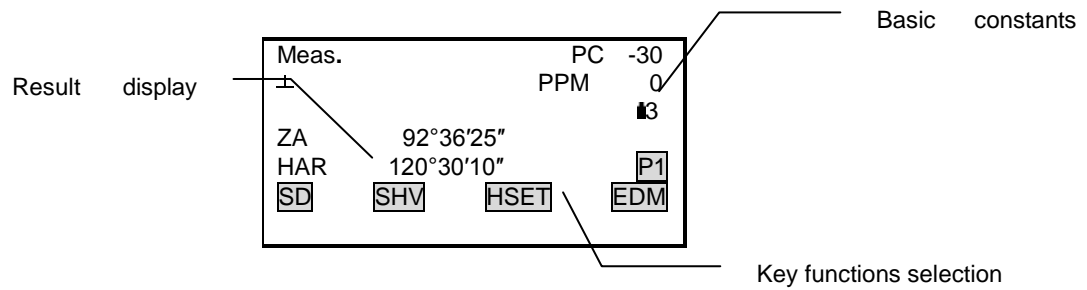 Basic constants
Meas. PC -30
Result display
⊥ PPM 0
3
ZA 92°36′25″
HAR 120°30′10″ P1
SD SHV HSET EDM
Key functions selection